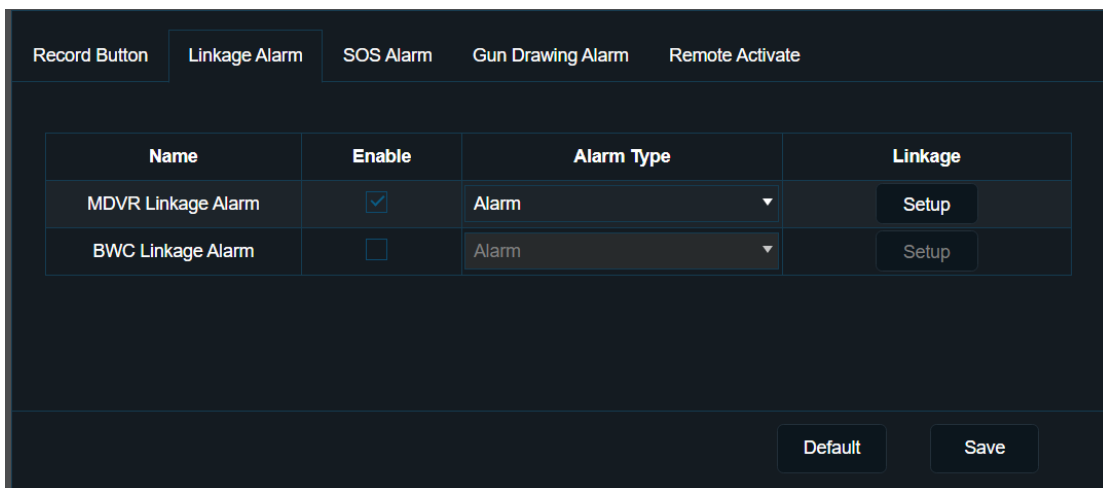 Record Button Linkage Alarm SOS Alarm Gun Drawing Alarm Remote Activate
Name Enable Alarm Type Linkage
MDVR Linkage Alarm Alarm Setup
BWC Linkage Alarm Alarm Setup
Default Save